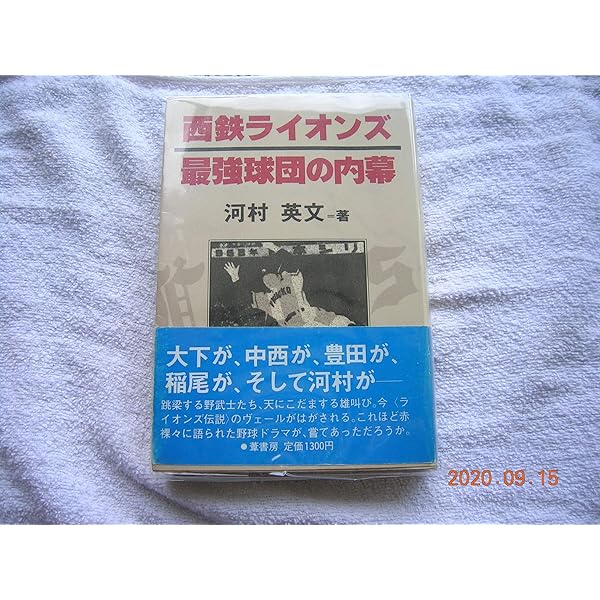 西鉄ライオンズ
最強球団の内幕
河村 英文=著
大下が、中西が、豊田が、
稲尾が、そして河村が――
跳梁する野武士たち、天にこだまする雄叫び。今〈ラ
イオンズ伝説〉のヴェールがはがされる。これほど赤
裸々に語られた野球ドラマが、嘗てあっただろうか。
●葦書房 定価1300円
2020.09.15